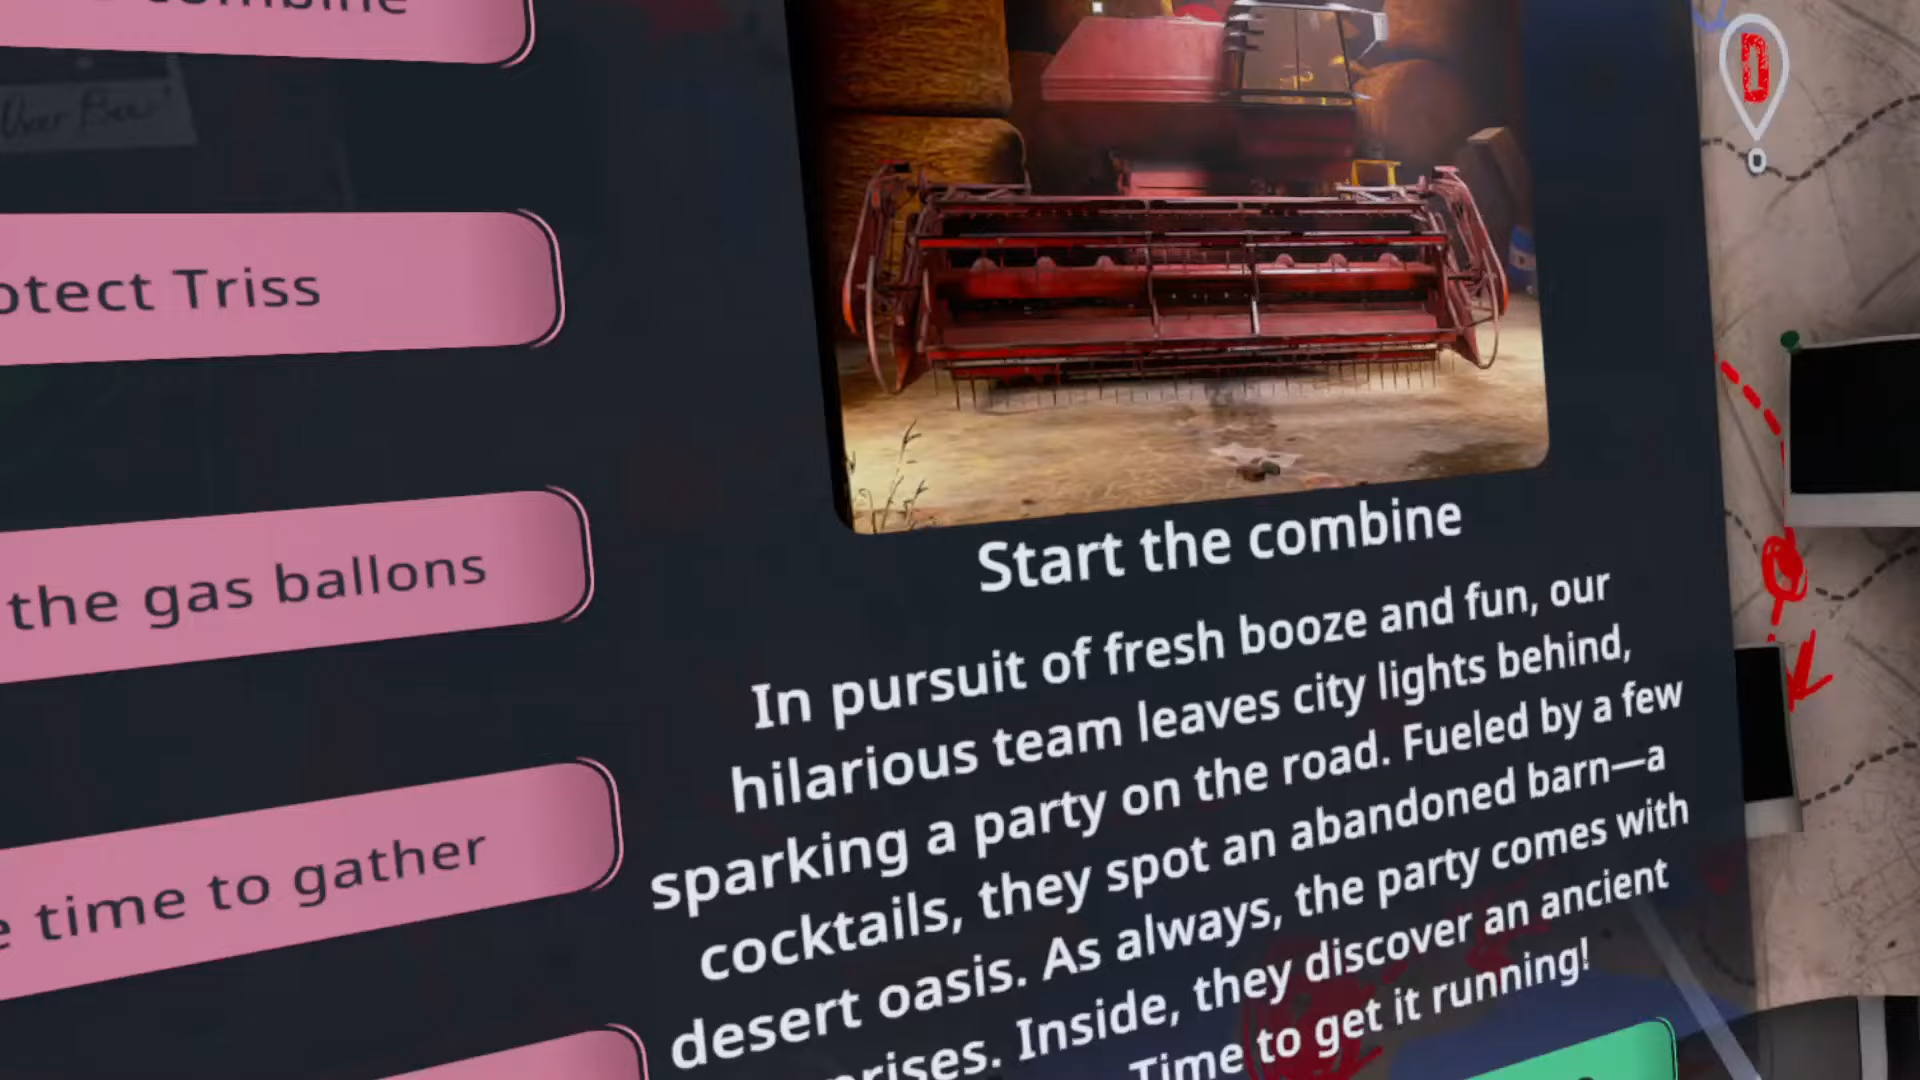 combine
otect Triss
the gas ballons
time to gather
Start the combine
In pursuit of fresh booze and fun, our
hilarious team leaves city lights behind,
sparking a party on the road. Fueled by a few
cocktails, they spot an abandoned barn—a
desert oasis. As always, the party comes with
prises. Inside, they discover an ancient
Time to get it running!
D